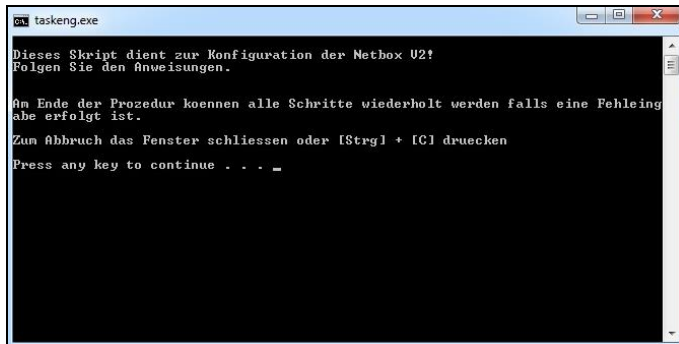 C:\. taskeng.exe
Dieses Skript dient zur Konfiguration der Netbox V2!
Folgen Sie den Anweisungen.
Am Ende der Prozedur koennen alle Schritte wiederholt werden falls eine Fehleing
abe erfolgt ist.
Zum Abbruch das Fenster schliessen oder [Strg] + [C] druecken
Press any key to continue . . . _